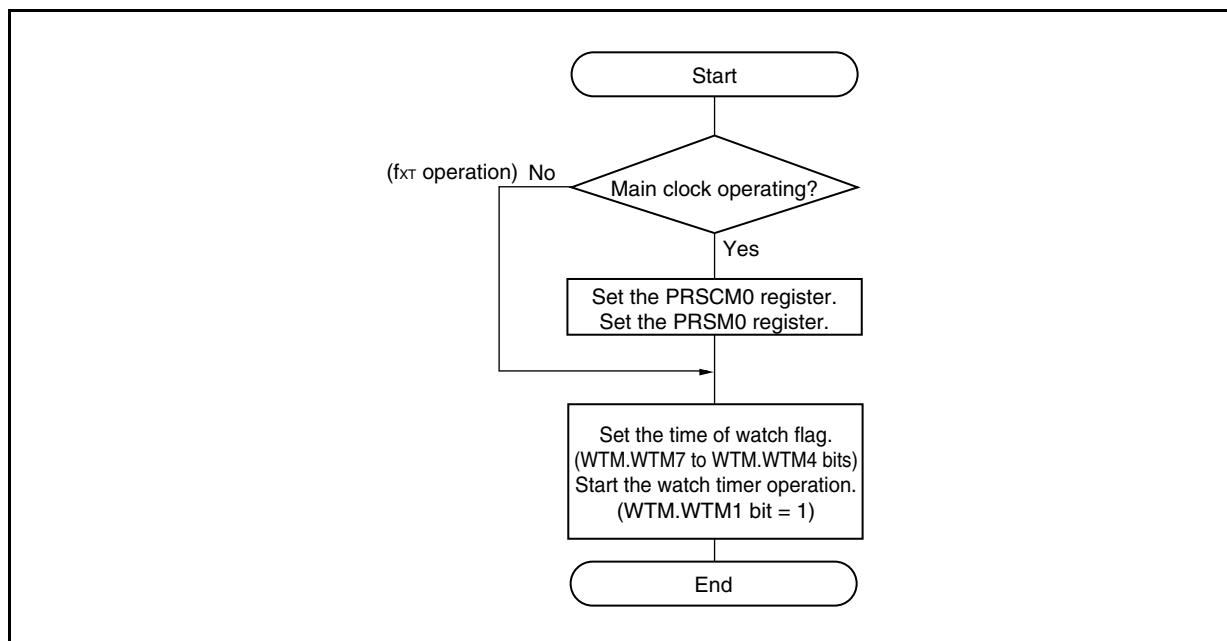 Start
Main clock operating?
(fXT operation) No
Yes
Set the PRSCM0 register.
Set the PRSM0 register.
Set the time of watch flag.
(WTM.WTM7 to WTM.WTM4 bits)
Start the watch timer operation.
(WTM.WTM1 bit = 1)
End